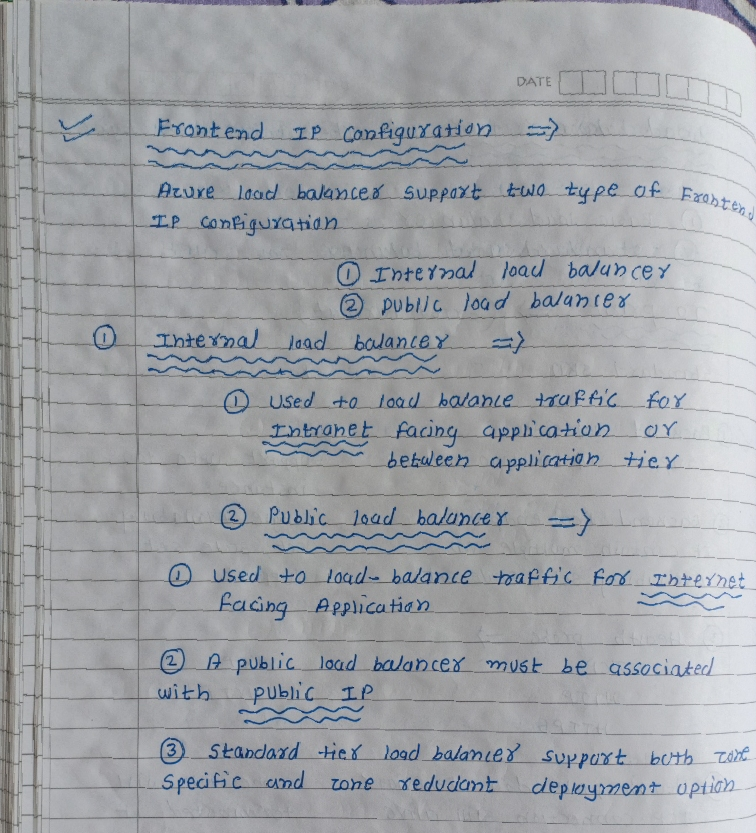 DATE
Frontend IP Configuration =>
Azure load balancer support two type of Frontend
IP configuration
① Internal load balancer
② public load balancer
① Internal load balancer =>
① Used to load balance traffic for
Intranet facing application or
between application tier
② Public load balancer =>
① Used to load-balance traffic for Internet
facing Application
② A public load balancer must be associated
with public IP
③ Standard tier load balancer support both zone
specific and zone reducdant deployment option